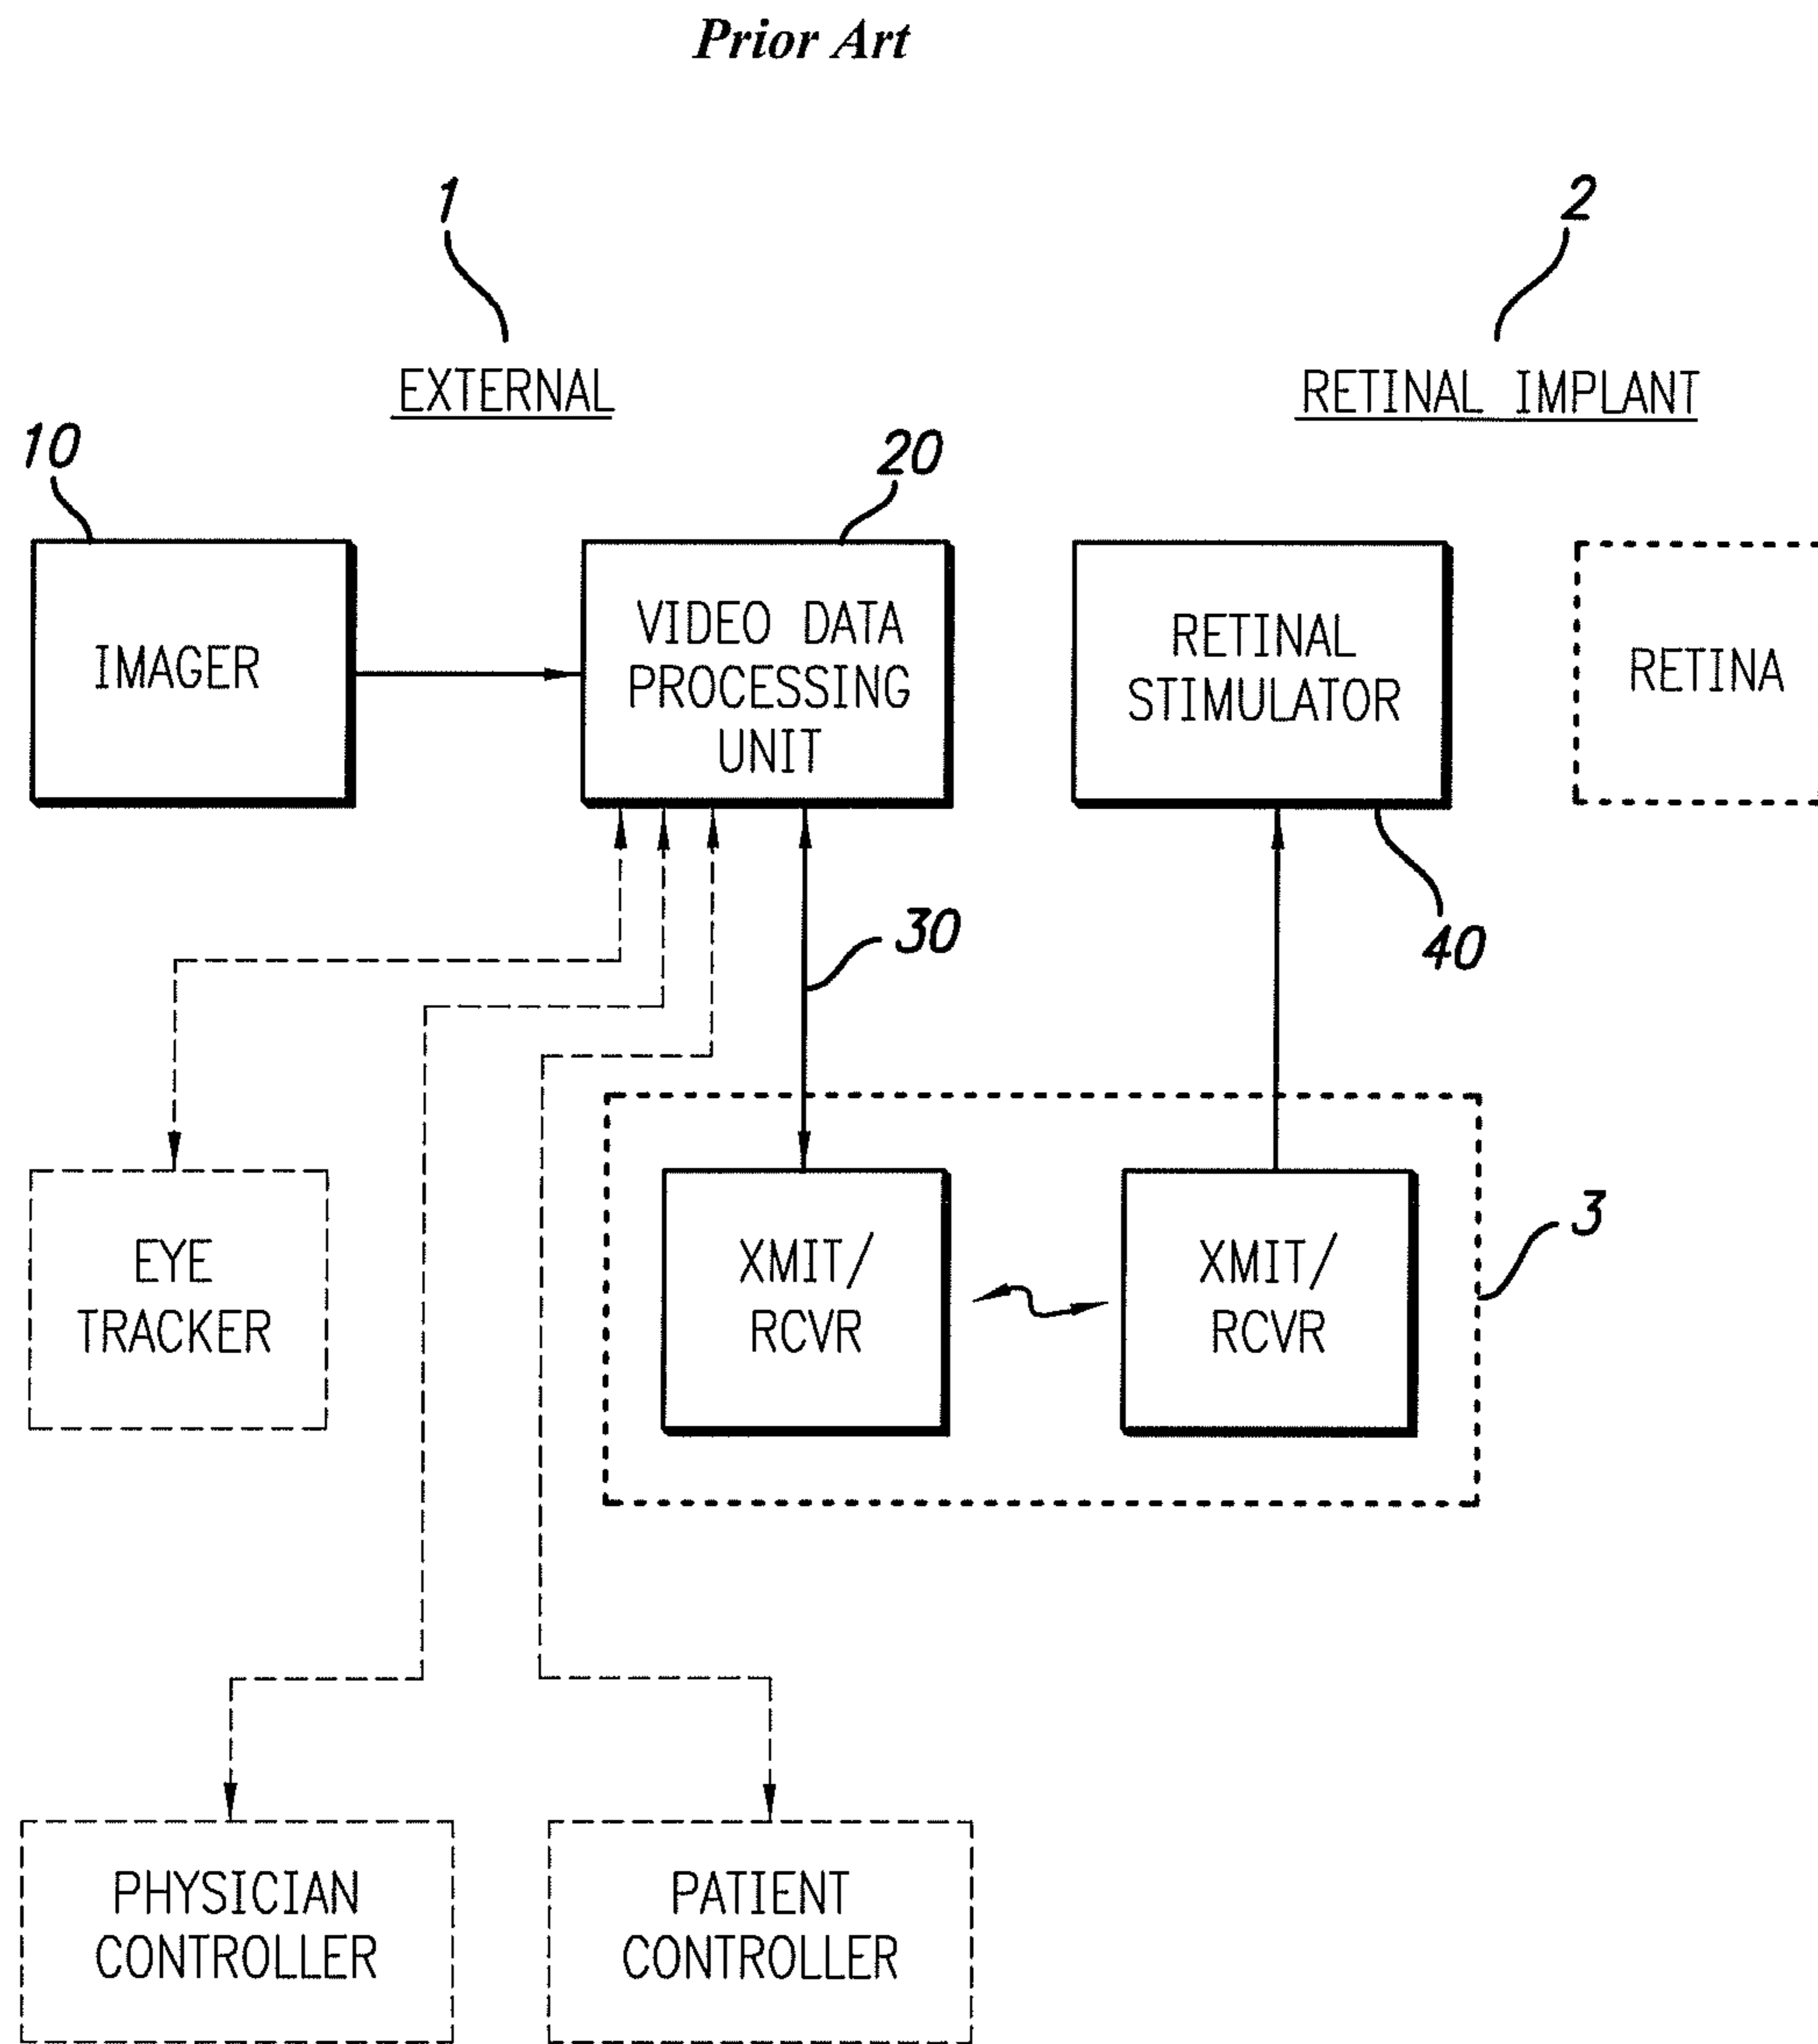 Prior Art
1
2
EXTERNAL
RETINAL IMPLANT
10
20
IMAGER
VIDEO DATA
PROCESSING
UNIT
RETINAL
STIMULATOR
RETINA
30
40
3
EYE
TRACKER
XMIT/
RCVR
XMIT/
RCVR
PHYSICIAN
CONTROLLER
PATIENT
CONTROLLER